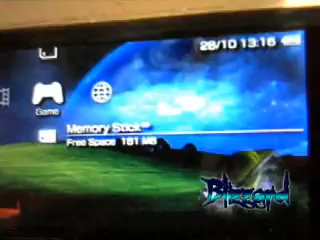 28/10 13:16
Game
Memory Stick™
Free Space 181 MB
Blizzard